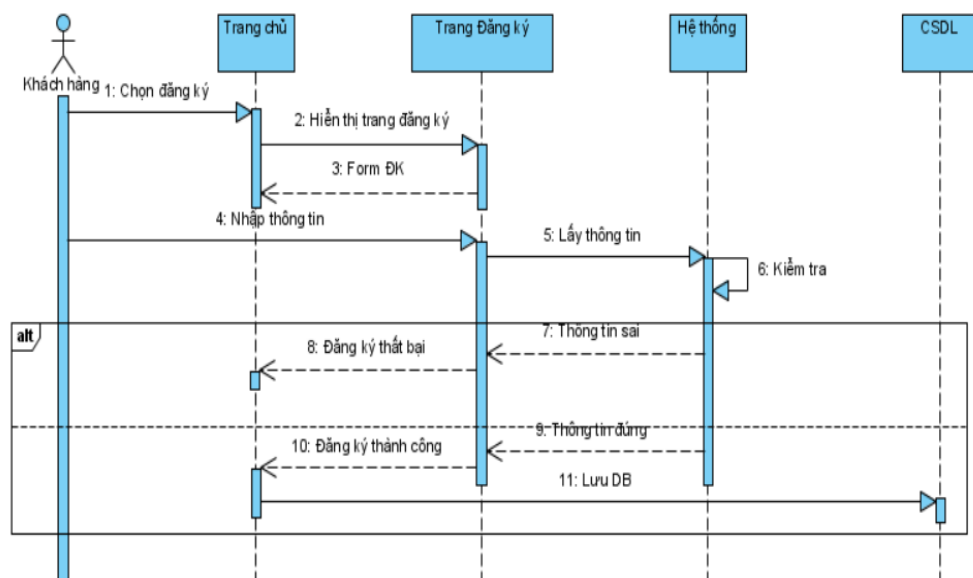 Trang chủ
Trang Đăng ký
Hệ thống
CSDL
Khách hàng
1: Chọn đăng ký
2: Hiển thị trang đăng ký
3: Form ĐK
4: Nhập thông tin
5: Lấy thông tin
6: Kiểm tra
alt
7: Thông tin sai
8: Đăng ký thất bại
9: Thông tin đúng
10: Đăng ký thành công
11: Lưu DB